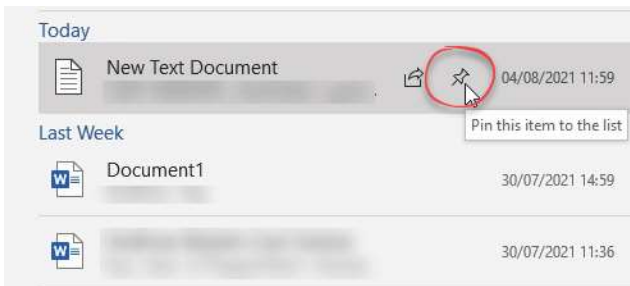 Today
New Text Document
04/08/2021 11:59
Pin this item to the list
Last Week
Document1
30/07/2021 14:59
30/07/2021 11:36